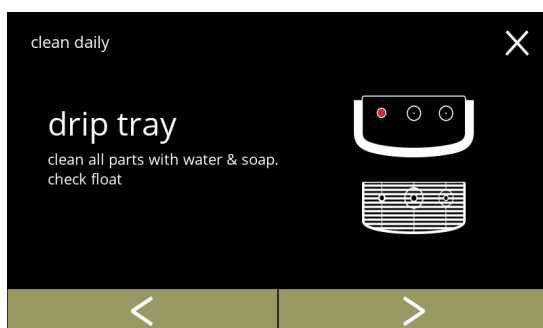 clean daily
drip tray
clean all parts with water & soap.
check float